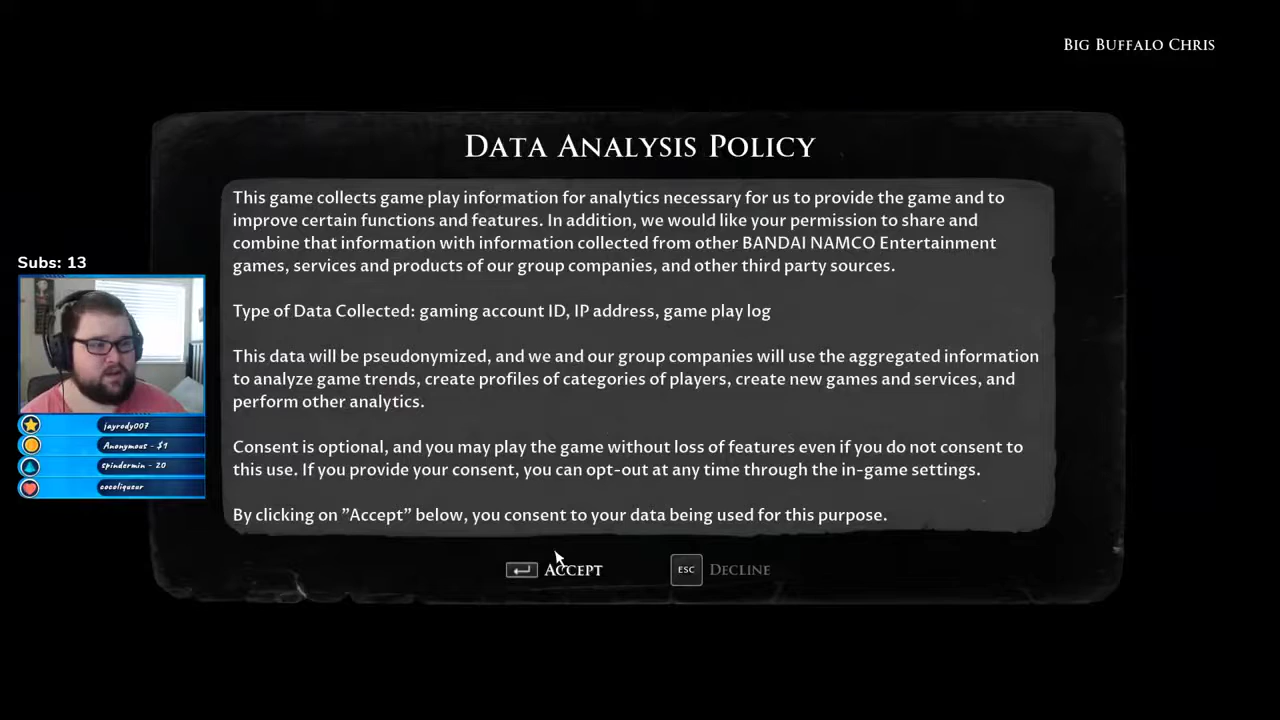 BIG BUFFALO CHRIS
DATA ANALYSIS POLICY
This game collects game play information for analytics necessary for us to provide the game and to
improve certain functions and features. In addition, we would like your permission to share and
combine that information with information collected from other BANDAI NAMCO Entertainment
games, services and products of our group companies, and other third party sources.
Type of Data Collected: gaming account ID, IP address, game play log
This data will be pseudonymized, and we and our group companies will use the aggregated information
to analyze game trends, create profiles of categories of players, create new games and services, and
perform other analytics.
Consent is optional, and you may play the game without loss of features even if you do not consent to
this use. If you provide your consent, you can opt-out at any time through the in-game settings.
By clicking on "Accept" below, you consent to your data being used for this purpose.
ACCEPT
ESC DECLINE
Subs: 13
jayrody007
Anonymous - $1
spindermin - 20
cocoliqueur